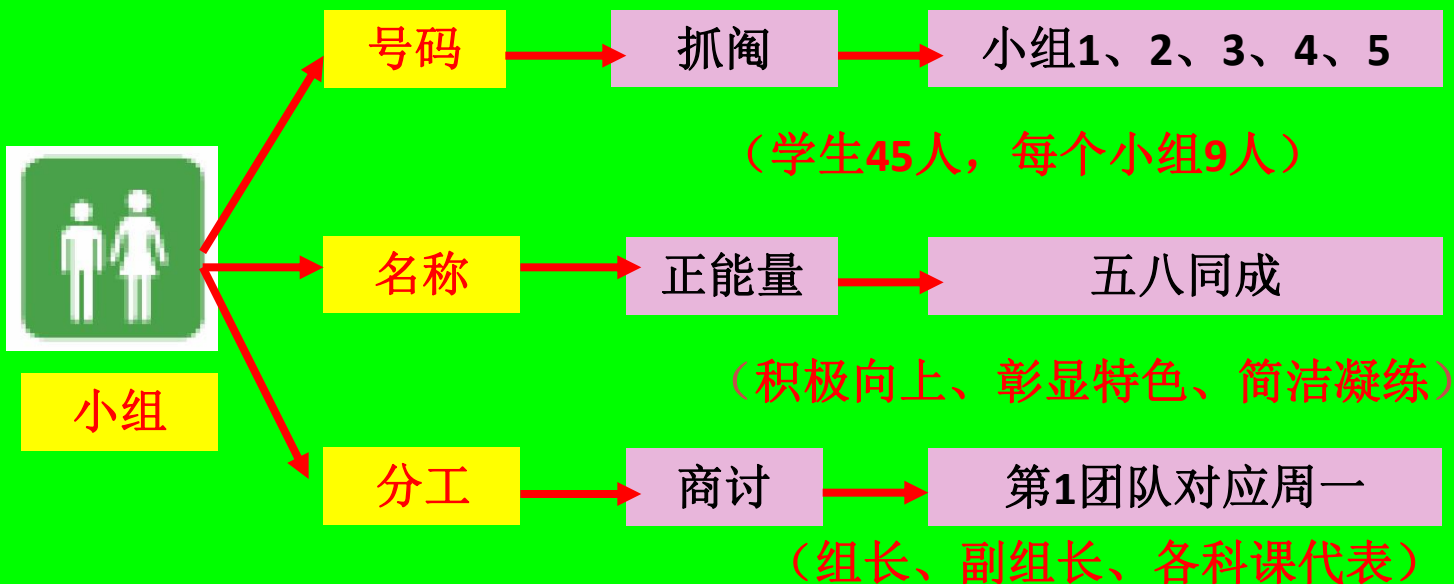 号码
抓阄
小组1、2、3、4、5
（学生45人，每个小组9人）
名称
正能量
五八同成
（积极向上、彰显特色、简洁凝练）
小组
分工
商讨
第1团队对应周一
（组长、副组长、各科课代表）